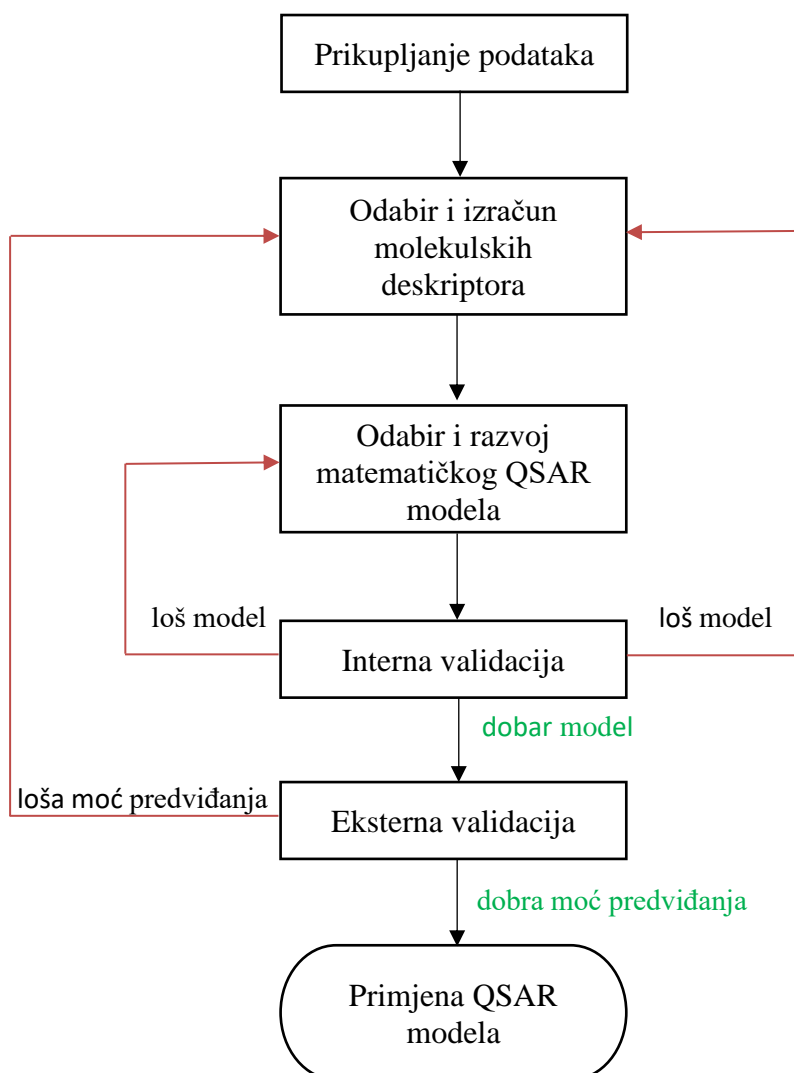 Prikupljanje podataka
Odabir i izračun
molekulskih
deskriptora
Odabir i razvoj
matematičkog QSAR
modela
loš model
loš model
Interna validacija
dobar model
loša moć predviđanja
Eksterna validacija
dobra moć predviđanja
Primjena QSAR
modela